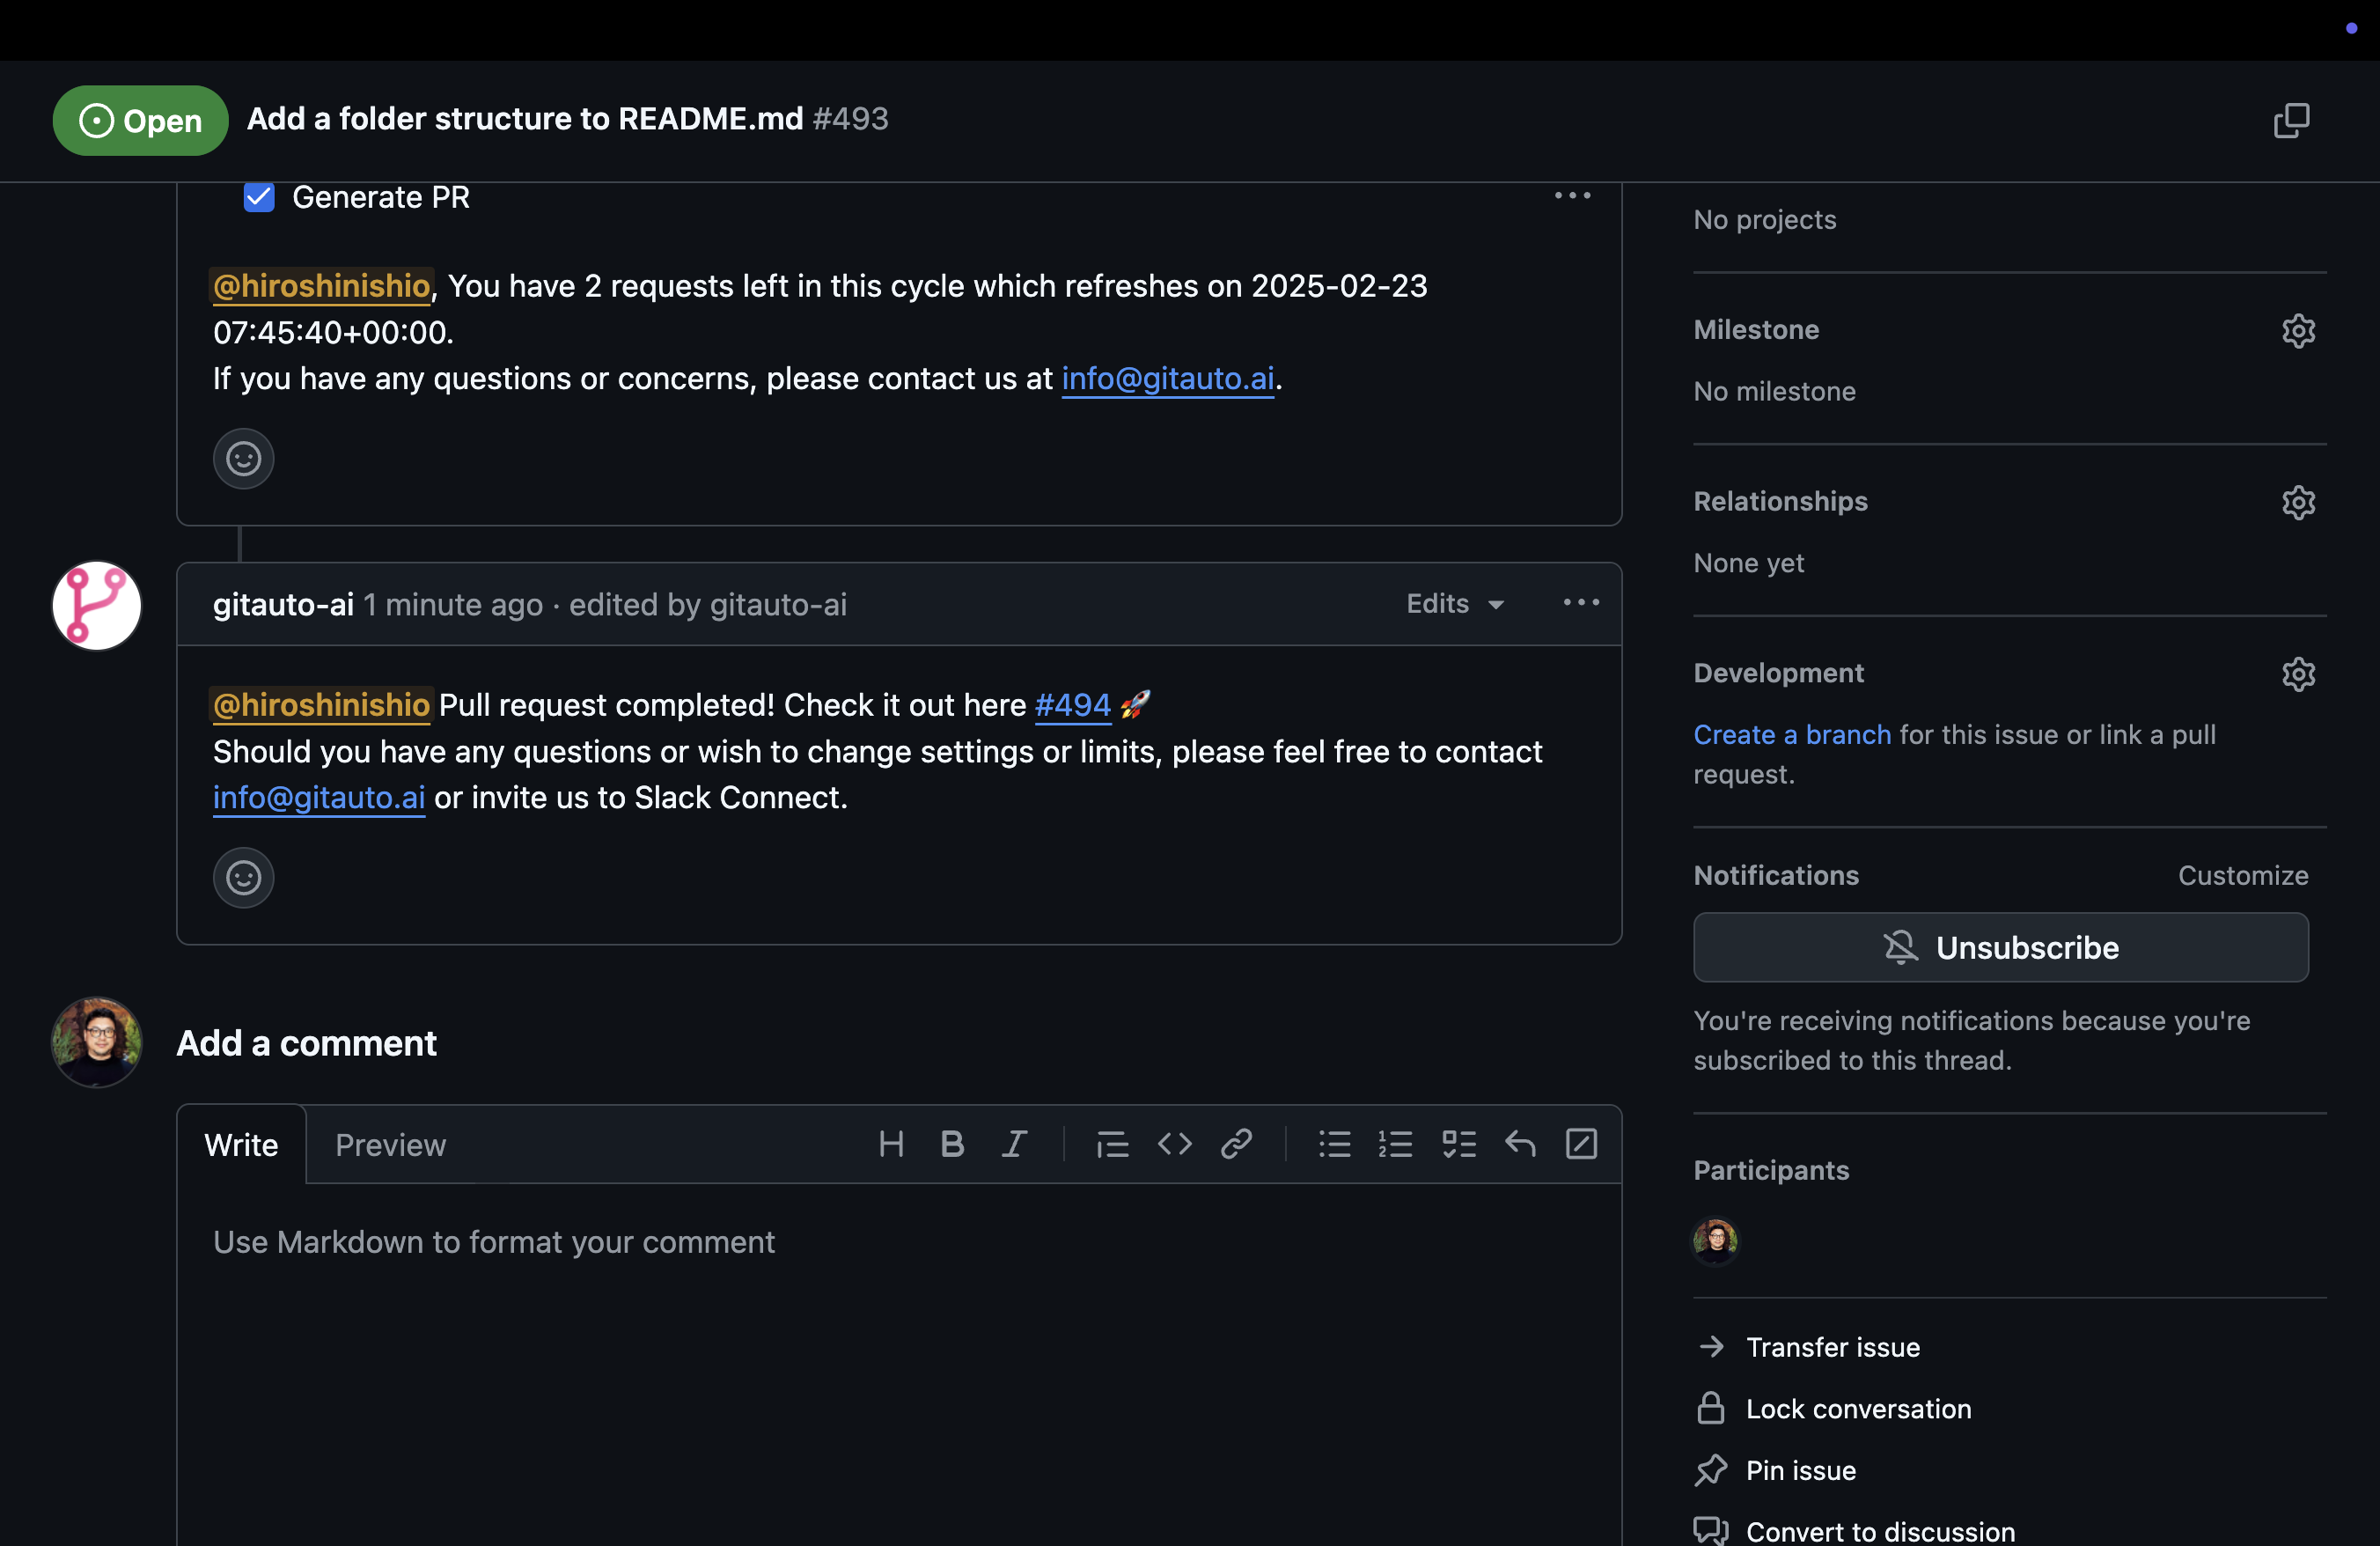 Open
Add a folder structure to README.md #493
Generate PR
@hiroshinishio, You have 2 requests left in this cycle which refreshes on 2025-02-23
07:45:40+00:00.
If you have any questions or concerns, please contact us at info@gitauto.ai.
gitauto-ai 1 minute ago · edited by gitauto-ai
Edits
@hiroshinishio Pull request completed! Check it out here #494 🚀
Should you have any questions or wish to change settings or limits, please feel free to contact
info@gitauto.ai or invite us to Slack Connect.
Add a comment
Write
Preview
Use Markdown to format your comment
No projects
Milestone
No milestone
Relationships
None yet
Development
Create a branch for this issue or link a pull
request.
Notifications
Customize
Unsubscribe
You're receiving notifications because you're
subscribed to this thread.
Participants
Transfer issue
Lock conversation
Pin issue
Convert to discussion